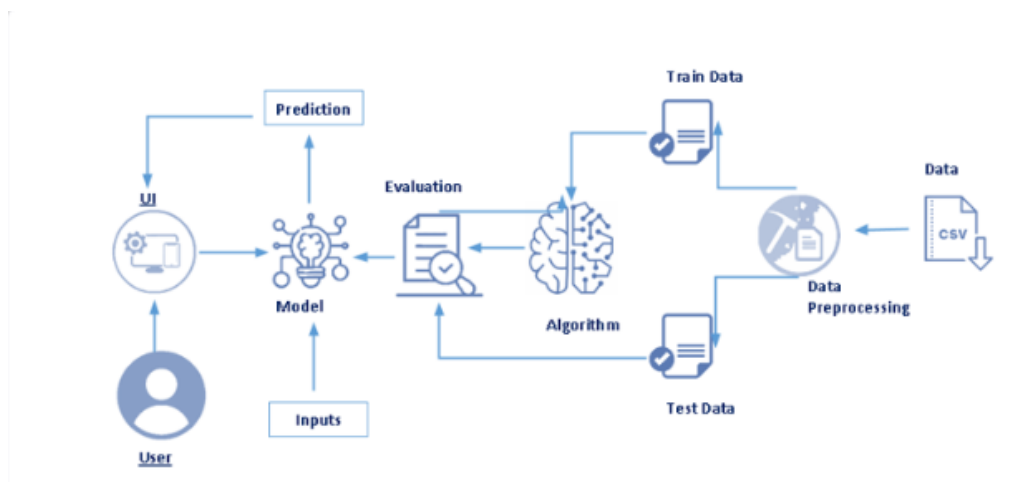 Train Data
Prediction
Data
Evaluation
UI
CSV
Data
Preprocessing
Model
Algorithm
Test Data
Inputs
User